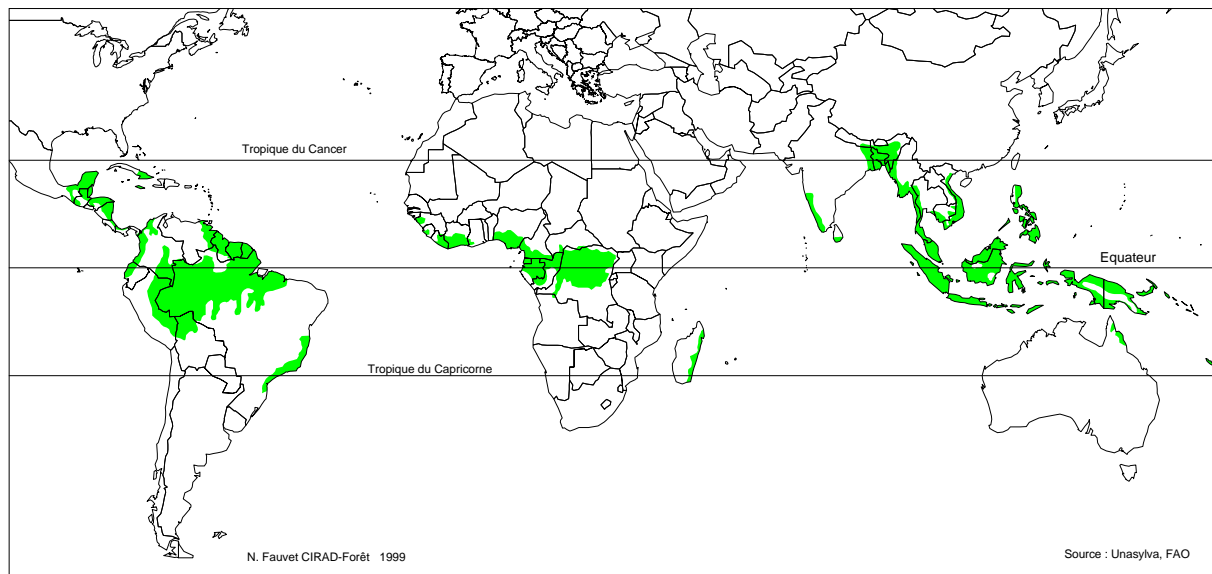 Tropique du Cancer
Equateur
Tropique du Capricorne
N. Fauvet CIRAD-Forêt 1999
Source : Unasylva, FAO